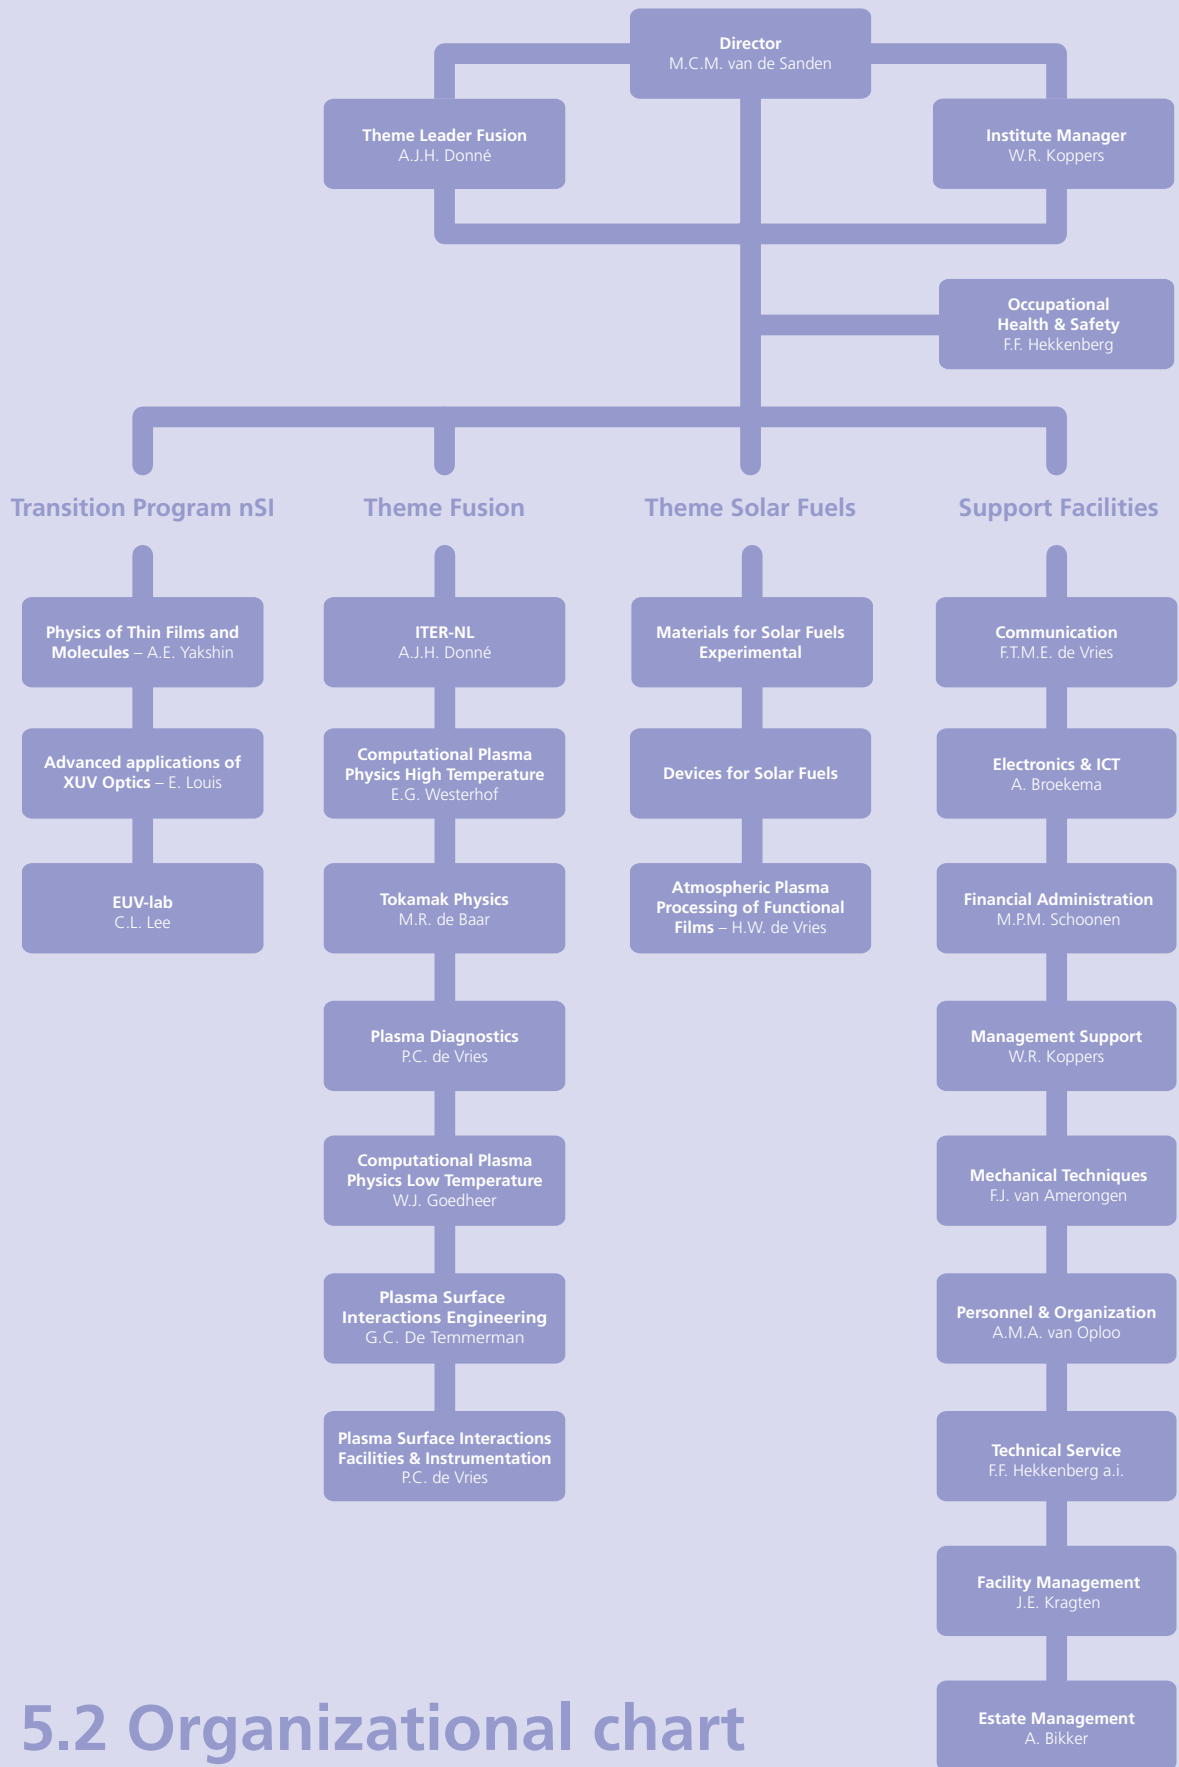 Director
M.C.M. van de Sanden
Theme Leader Fusion
A.J.H. Donné
Institute Manager
W.R. Koppers
Occupational
Health & Safety
F.F. Hekkenberg
Transition Program nSI
Physics of Thin Films and
Molecules – A.E. Yakshin
Advanced applications of
XUV Optics – E. Louis
EUV-lab
C.L. Lee
Theme Fusion
ITER-NL
A.J.H. Donné
Computational Plasma
Physics High Temperature
E.G. Westerhof
Tokamak Physics
M.R. de Baar
Plasma Diagnostics
P.C. de Vries
Computational Plasma
Physics Low Temperature
W.J. Goedheer
Plasma Surface
Interactions Engineering
G.C. De Temmerman
Plasma Surface Interactions
Facilities & Instrumentation
P.C. de Vries
Theme Solar Fuels
Materials for Solar Fuels
Experimental
Devices for Solar Fuels
Atmospheric Plasma
Processing of Functional
Films – H.W. de Vries
Support Facilities
Communication
F.T.M.E. de Vries
Electronics & ICT
A. Broekema
Financial Administration
M.P.M. Schoonen
Management Support
W.R. Koppers
Mechanical Techniques
F.J. van Amerongen
Personnel & Organization
A.M.A. van Oploo
Technical Service
F.F. Hekkenberg a.i.
Facility Management
J.E. Kragten
Estate Management
A. Bikker
5.2 Organizational chart